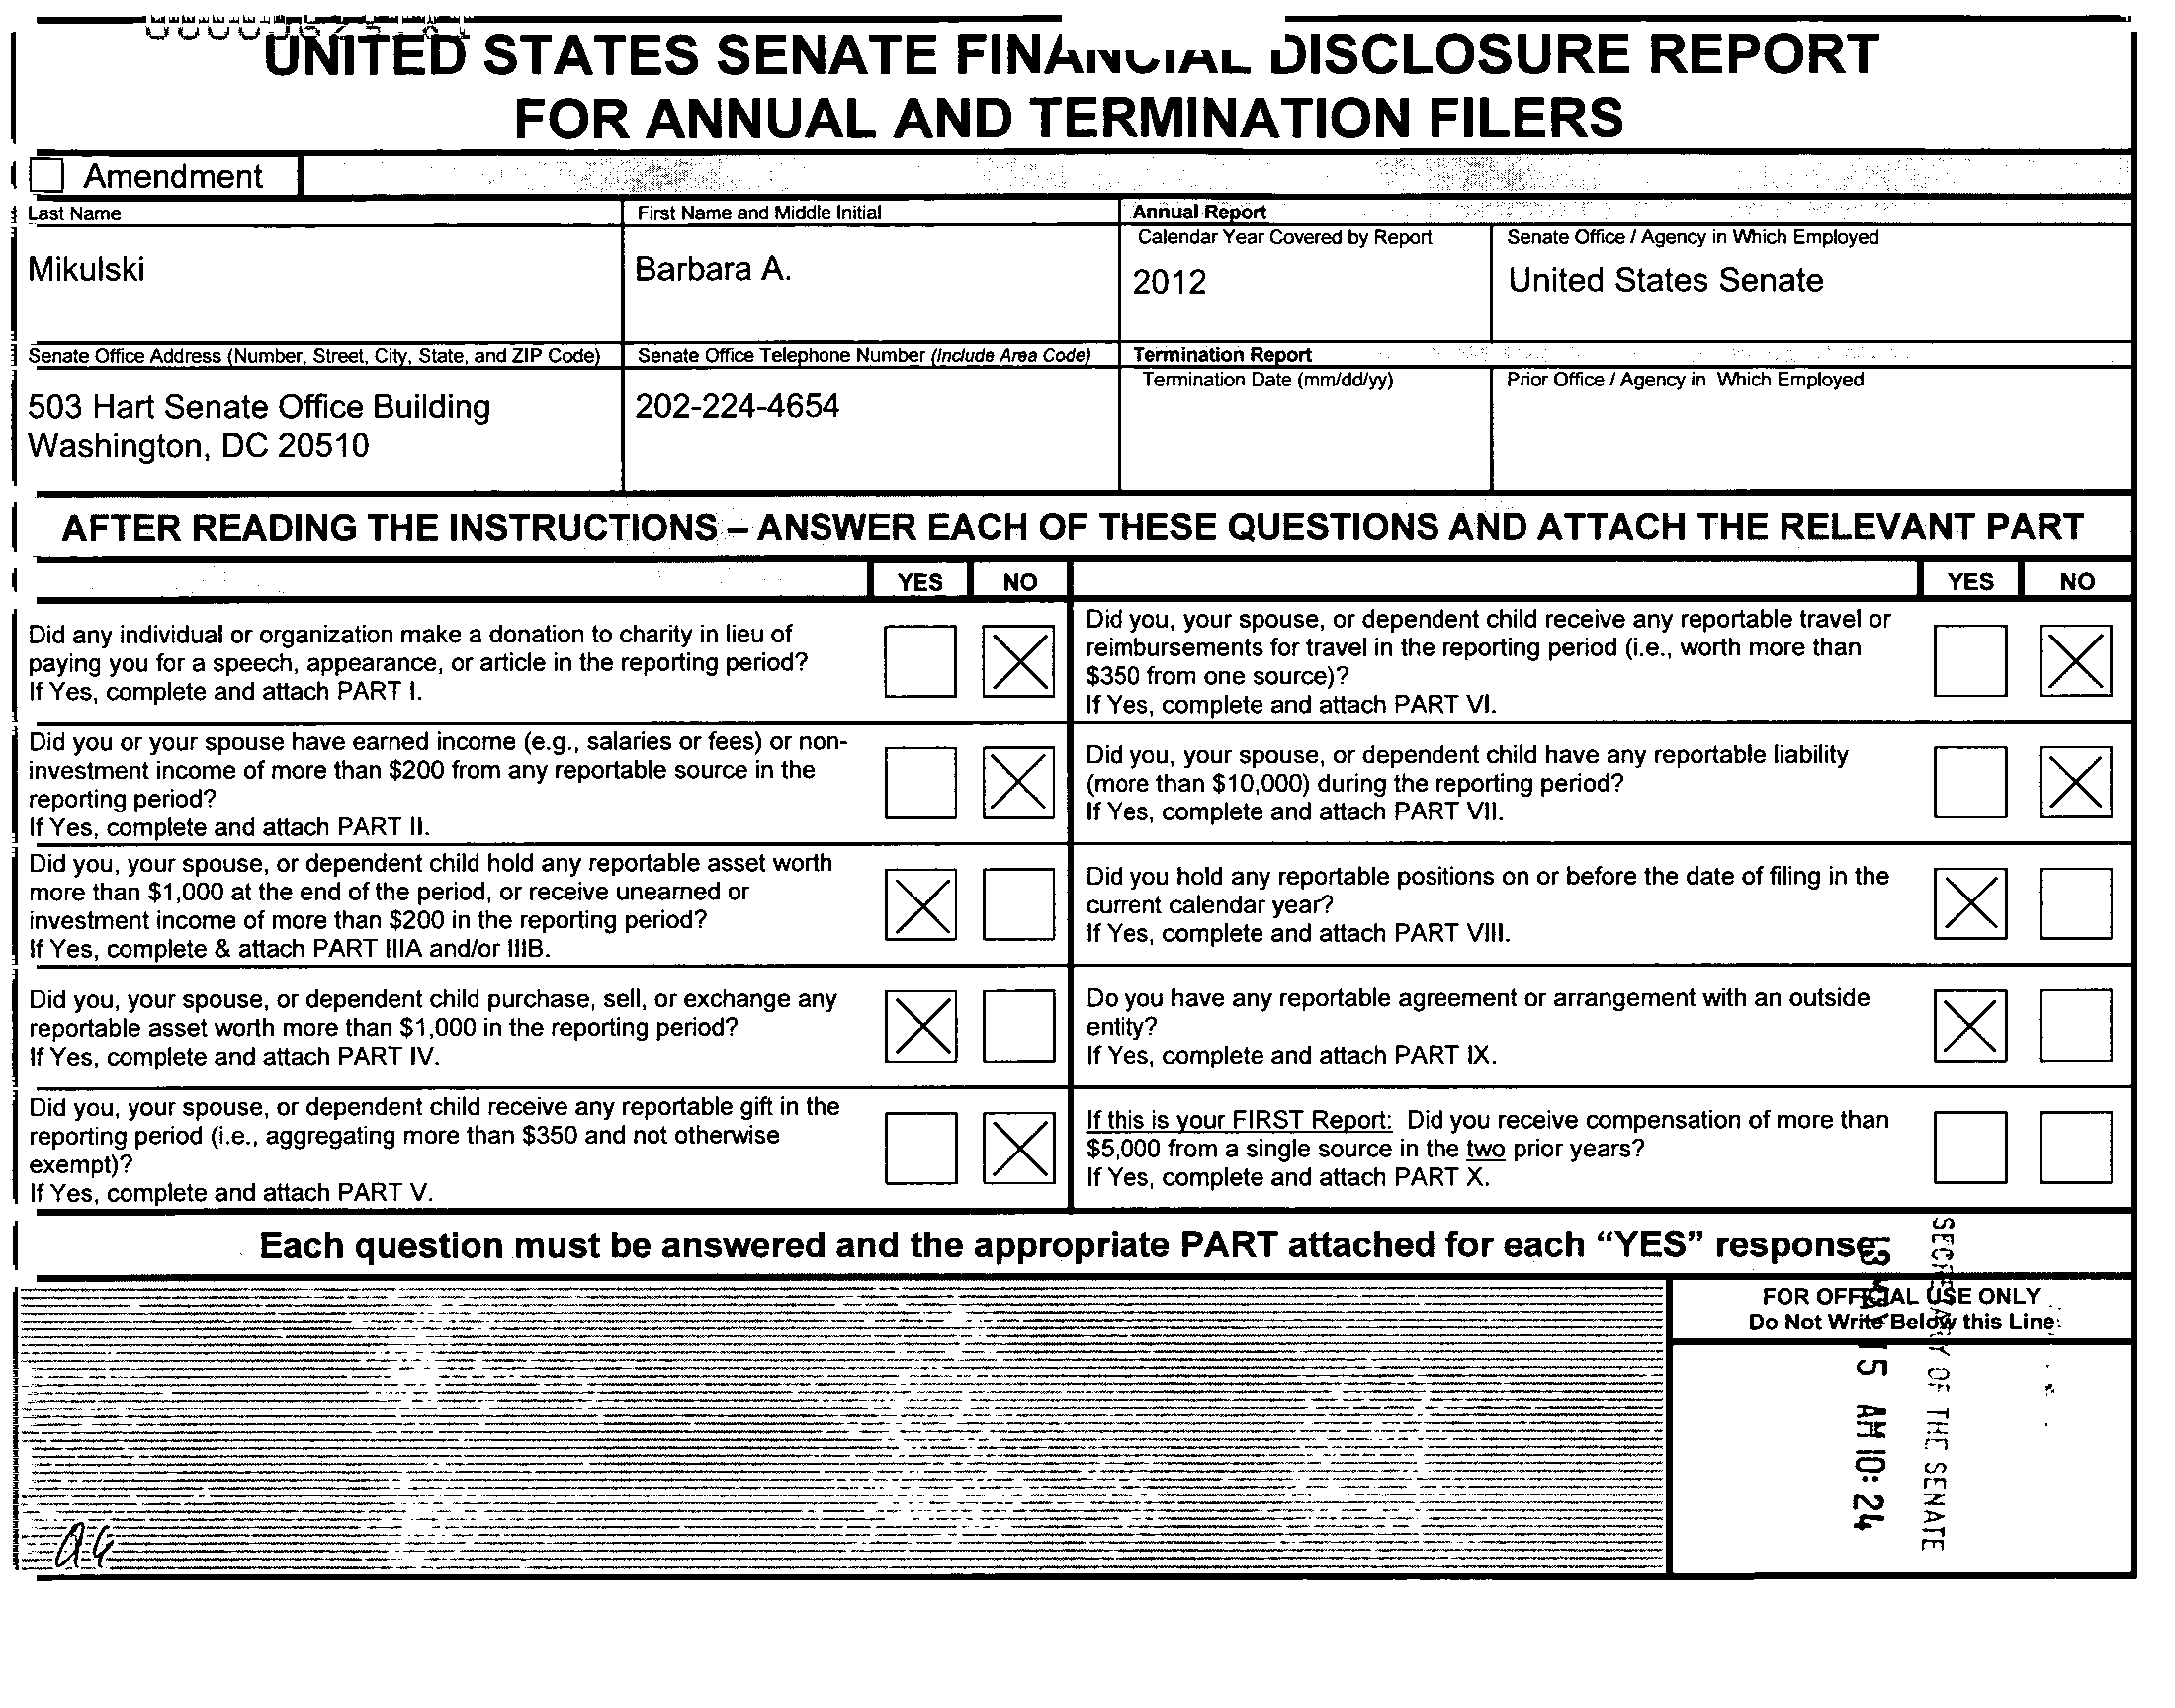 UNITED STATES SENATE FINANCIAL DISCLOSURE REPORT
FOR ANNUAL AND TERMINATION FILERS
Amendment
Last Name
First Name and Middle Initial
Annual Report
Calendar Year Covered by Report
Senate Office / Agency in Which Employed
Mikulski
Barbara A.
2012
United States Senate
Senate Office Address (Number, Street, City, State, and ZIP Code)
Senate Office Telephone Number (Include Area Code)
Termination Report
Termination Date (mm/dd/yy)
Prior Office / Agency in Which Employed
503 Hart Senate Office Building
Washington, DC 20510
202-224-4654
AFTER READING THE INSTRUCTIONS – ANSWER EACH OF THESE QUESTIONS AND ATTACH THE RELEVANT PART
YES NO
YES NO
Did any individual or organization make a donation to charity in lieu of
paying you for a speech, appearance, or article in the reporting period?
If Yes, complete and attach PART I.
Did you, your spouse, or dependent child receive any reportable travel or
reimbursements for travel in the reporting period (i.e., worth more than
$350 from one source)?
If Yes, complete and attach PART VI.
Did you or your spouse have earned income (e.g., salaries or fees) or non-
investment income of more than $200 from any reportable source in the
reporting period?
If Yes, complete and attach PART II.
Did you, your spouse, or dependent child have any reportable liability
(more than $10,000) during the reporting period?
If Yes, complete and attach PART VII.
Did you, your spouse, or dependent child hold any reportable asset worth
more than $1,000 at the end of the period, or receive unearned or
investment income of more than $200 in the reporting period?
If Yes, complete & attach PART IIIA and/or IIIB.
Did you hold any reportable positions on or before the date of filing in the
current calendar year?
If Yes, complete and attach PART VIII.
Did you, your spouse, or dependent child purchase, sell, or exchange any
reportable asset worth more than $1,000 in the reporting period?
If Yes, complete and attach PART IV.
Do you have any reportable agreement or arrangement with an outside
entity?
If Yes, complete and attach PART IX.
Did you, your spouse, or dependent child receive any reportable gift in the
reporting period (i.e., aggregating more than $350 and not otherwise
exempt)?
If Yes, complete and attach PART V.
If this is your FIRST Report: Did you receive compensation of more than
$5,000 from a single source in the two prior years?
If Yes, complete and attach PART X.
Each question must be answered and the appropriate PART attached for each “YES” response.
FOR OFFICIAL USE ONLY
Do Not Write Below this Line
SECRETARY OF THE SENATE
AM 10: 24